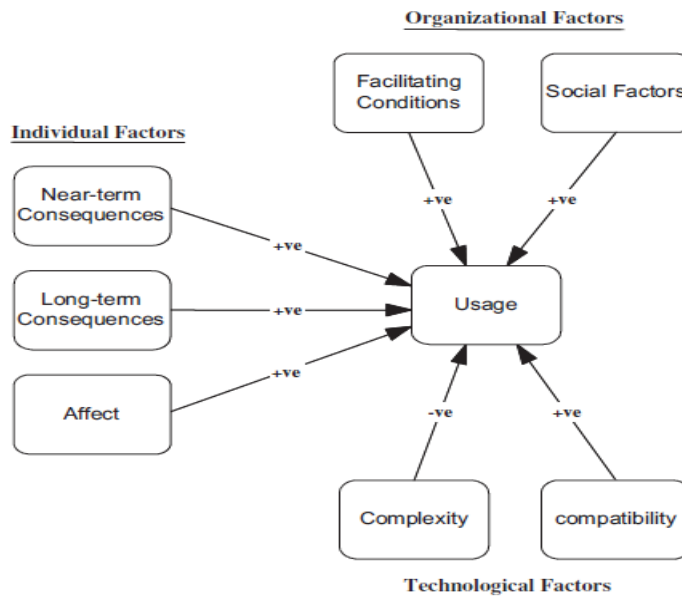 Organizational Factors
Facilitating
Conditions
Social Factors
Individual Factors
Near-term
Consequences
+ve
+ve
+ve
Long-term
Consequences
+ve
Usage
Affect
+ve
-ve
+ve
Complexity
compatibility
Technological Factors